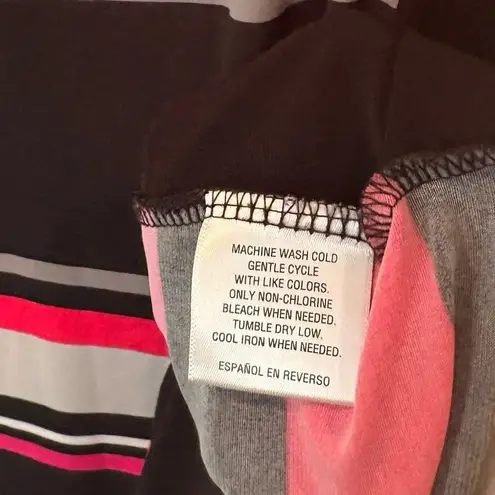 MACHINE WASH COLD
GENTLE CYCLE
WITH LIKE COLORS.
ONLY NON-CHLORINE
BLEACH WHEN NEEDED.
TUMBLE DRY LOW.
COOL IRON WHEN NEEDED.
ESPAÑOL EN REVERSO